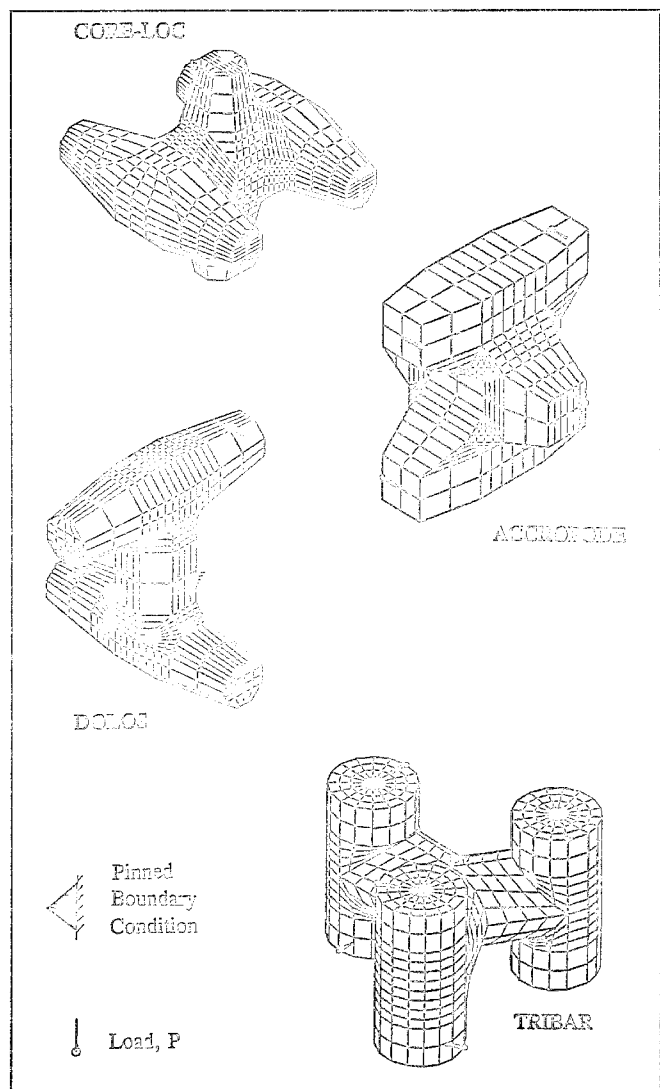 CORE-LOC
ACCROPODE
DOLOS
Pinned
Boundary
Condition
TRIBAR
Load, P